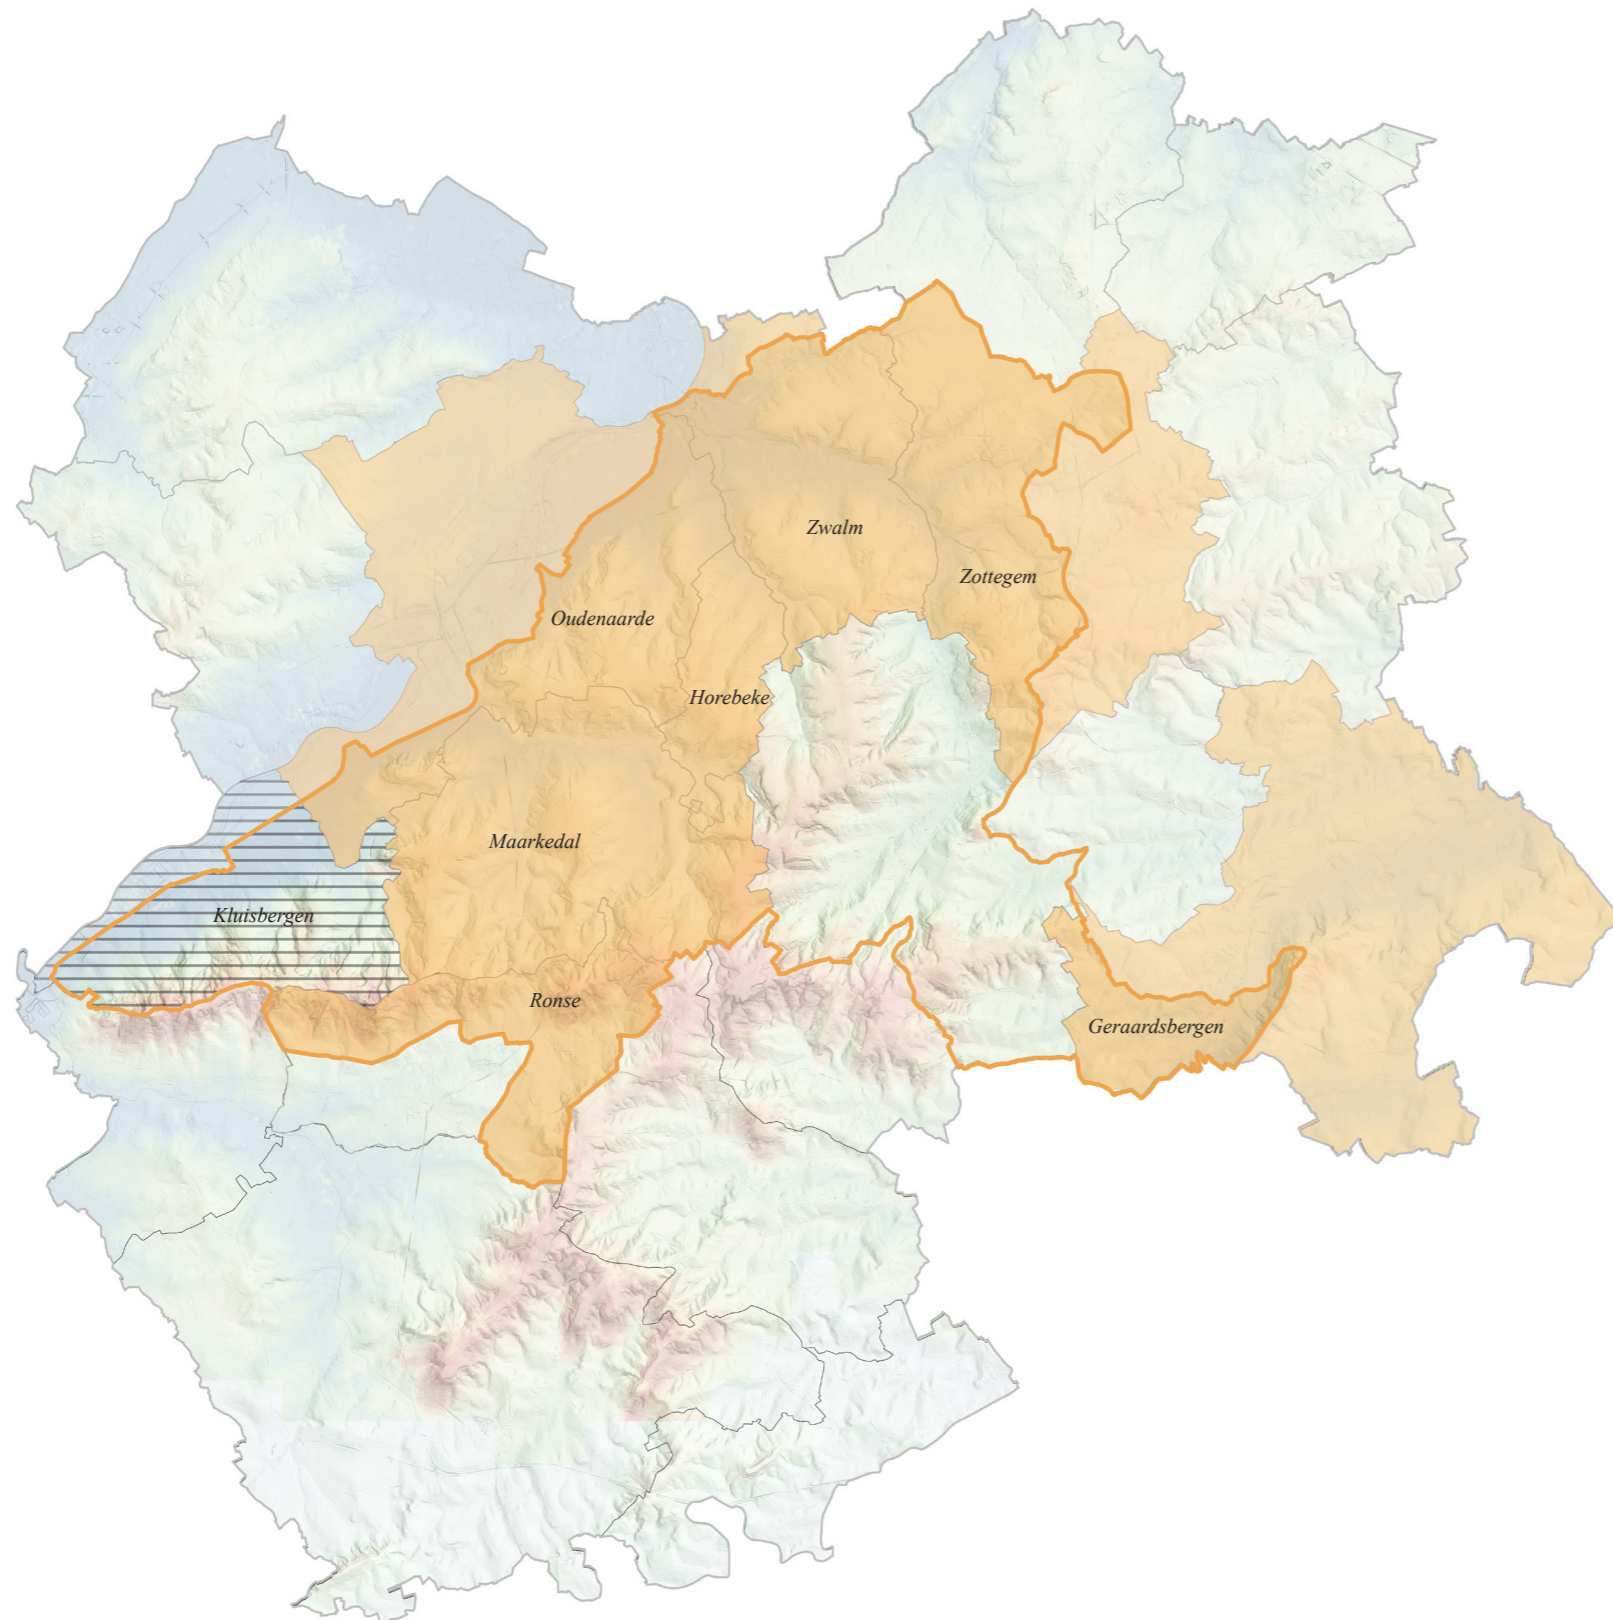 Zwalm
Zottegem
Oudenaarde
Horebeke
Maarkedal
Kluisbergen
Ronse
Geraardsbergen